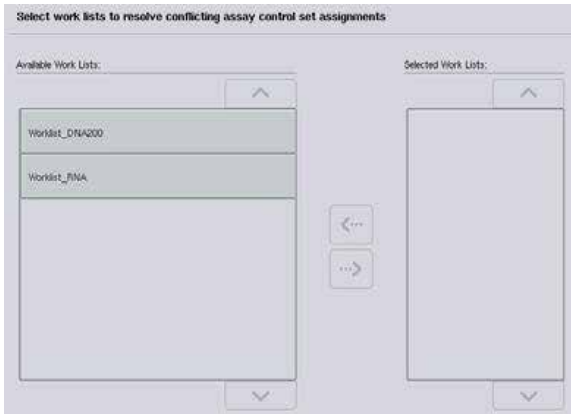 Select work lists to resolve conflicting assay control set assignments
Available Work Lists:
Selected Work Lists:
Worklist_DNA200
Worklist_RNA